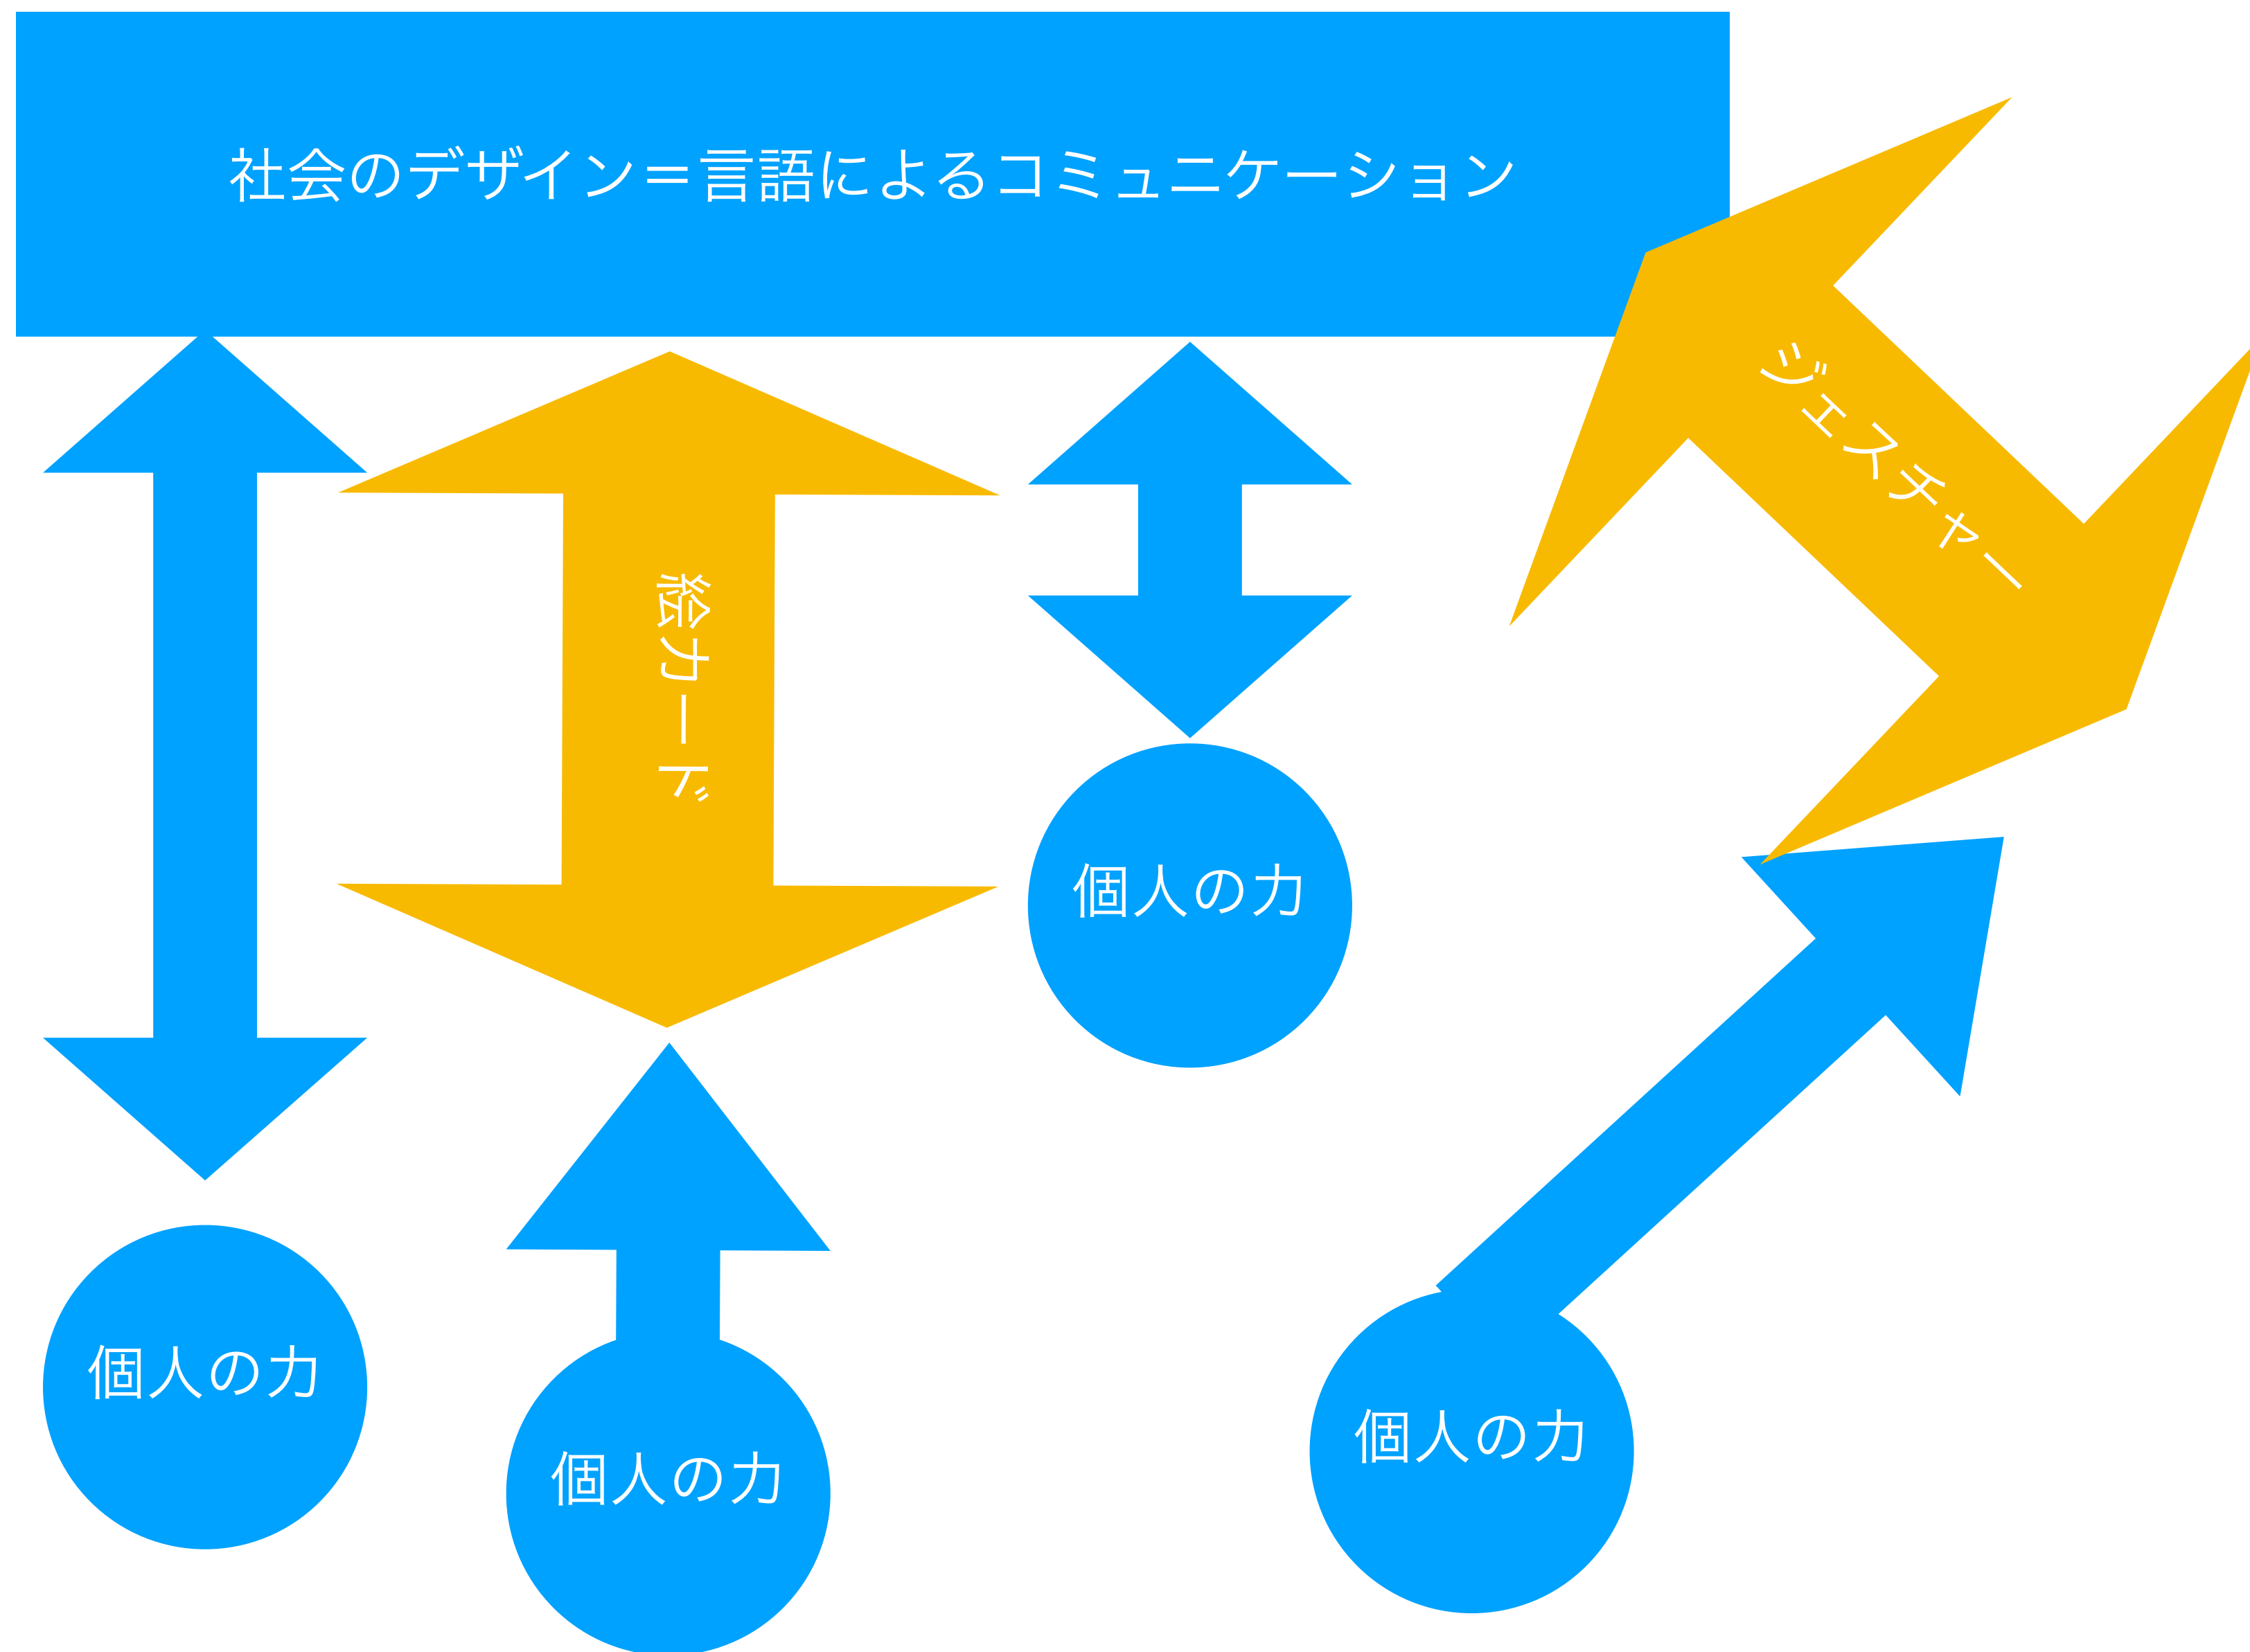 社会のデザイン＝言語によるコミュニケーション
ジェスチャー
絵カード
個人の力
個人の力
個人の力
個人の力